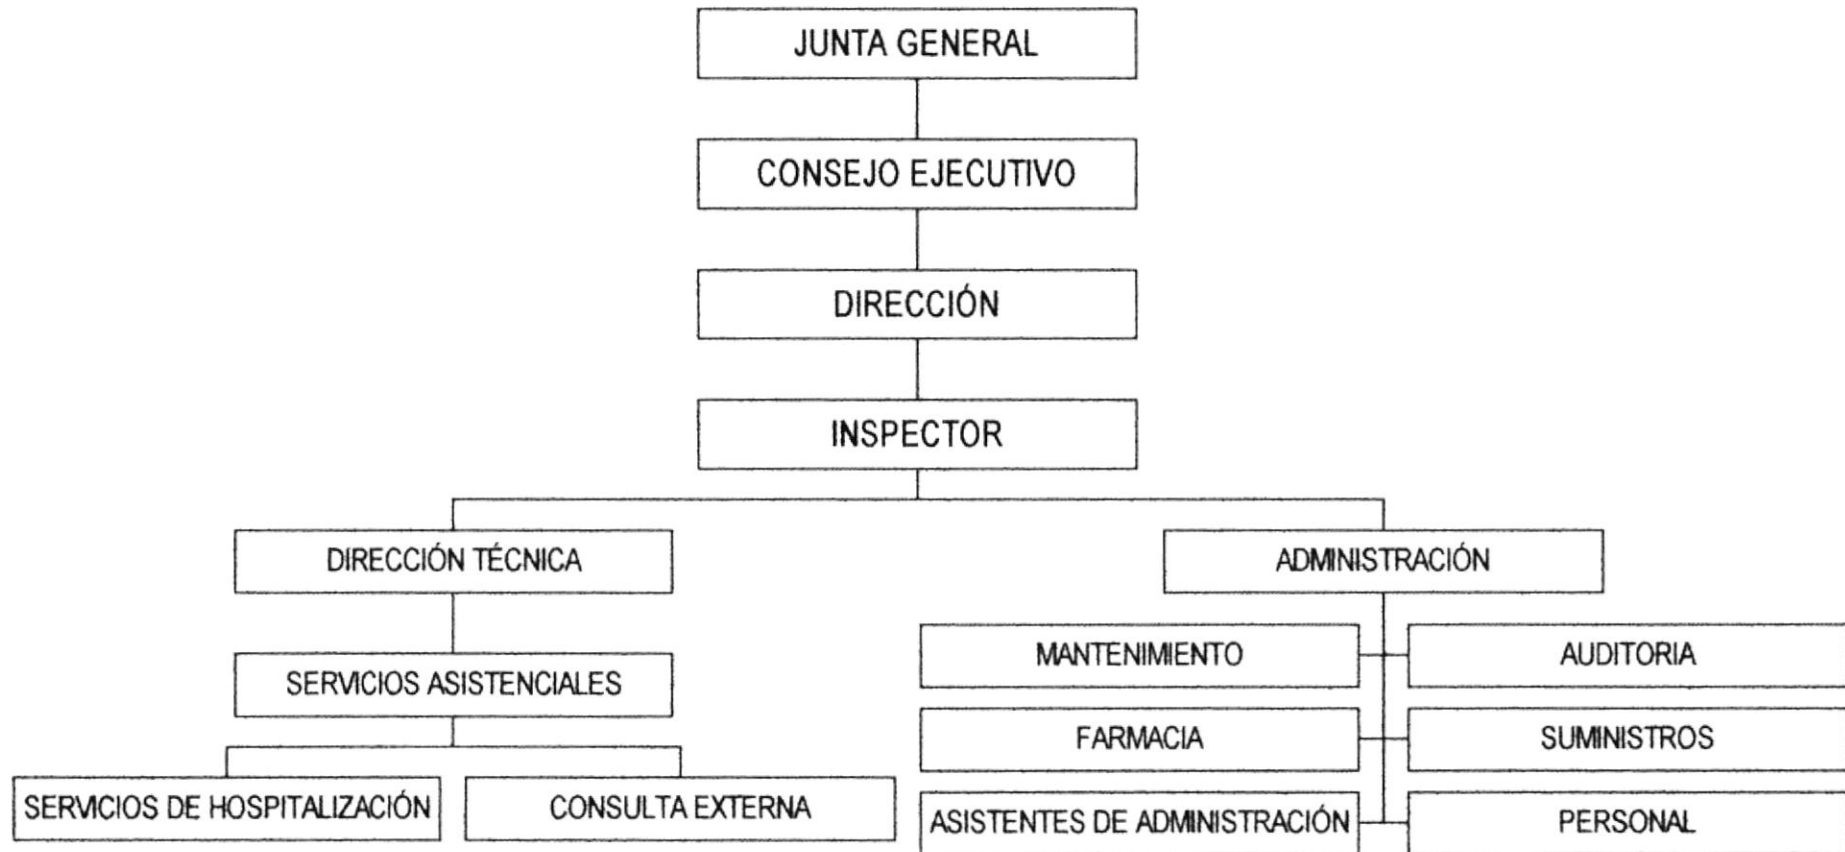 JUNTA GENERAL
CONSEJO EJECUTIVO
DIRECCIÓN
INSPECTOR
DIRECCIÓN TÉCNICA
ADMINISTRACIÓN
SERVICIOS ASISTENCIALES
SERVICIOS DE HOSPITALIZACIÓN
CONSULTA EXTERNA
MANTENIMIENTO
AUDITORIA
FARMACIA
SUMINISTROS
ASISTENTES DE ADMINISTRACIÓN
PERSONAL